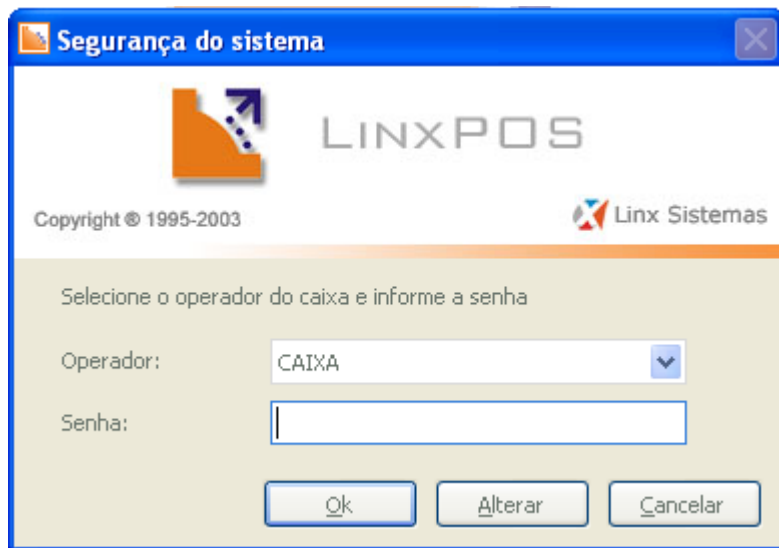 Segurança do sistema
LINXPOS
Copyright ® 1995-2003
Linx Sistemas
Selecione o operador do caixa e informe a senha
Operador:
CAIXA
Senha:
Ok
Alterar
Cancelar